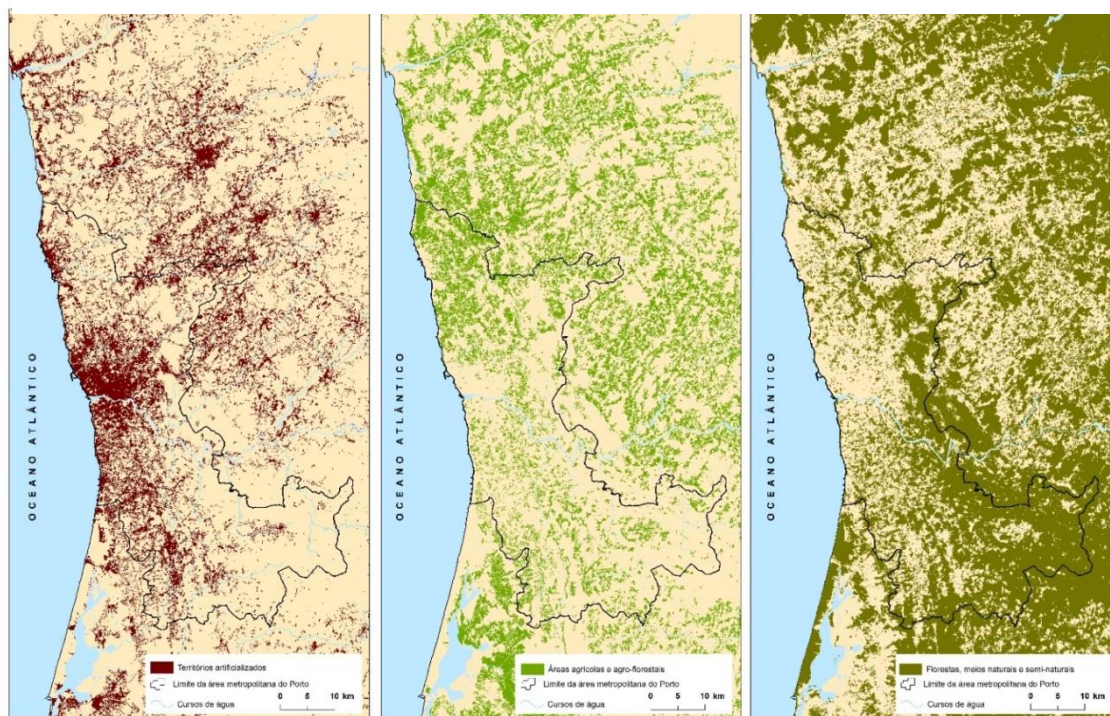 OCEANO ATLÂNTICO
Territórios artificializados
Limite da área metropolitana do Porto
Cursos de água
0 5 10 km
OCEANO ATLÂNTICO
Áreas agrícolas e agro-florestais
Limite da área metropolitana do Porto
Cursos de água
0 5 10 km
OCEANO ATLÂNTICO
Florestas, meios naturais e semi-naturais
Limite da área metropolitana do Porto
Cursos de água
0 5 10 km